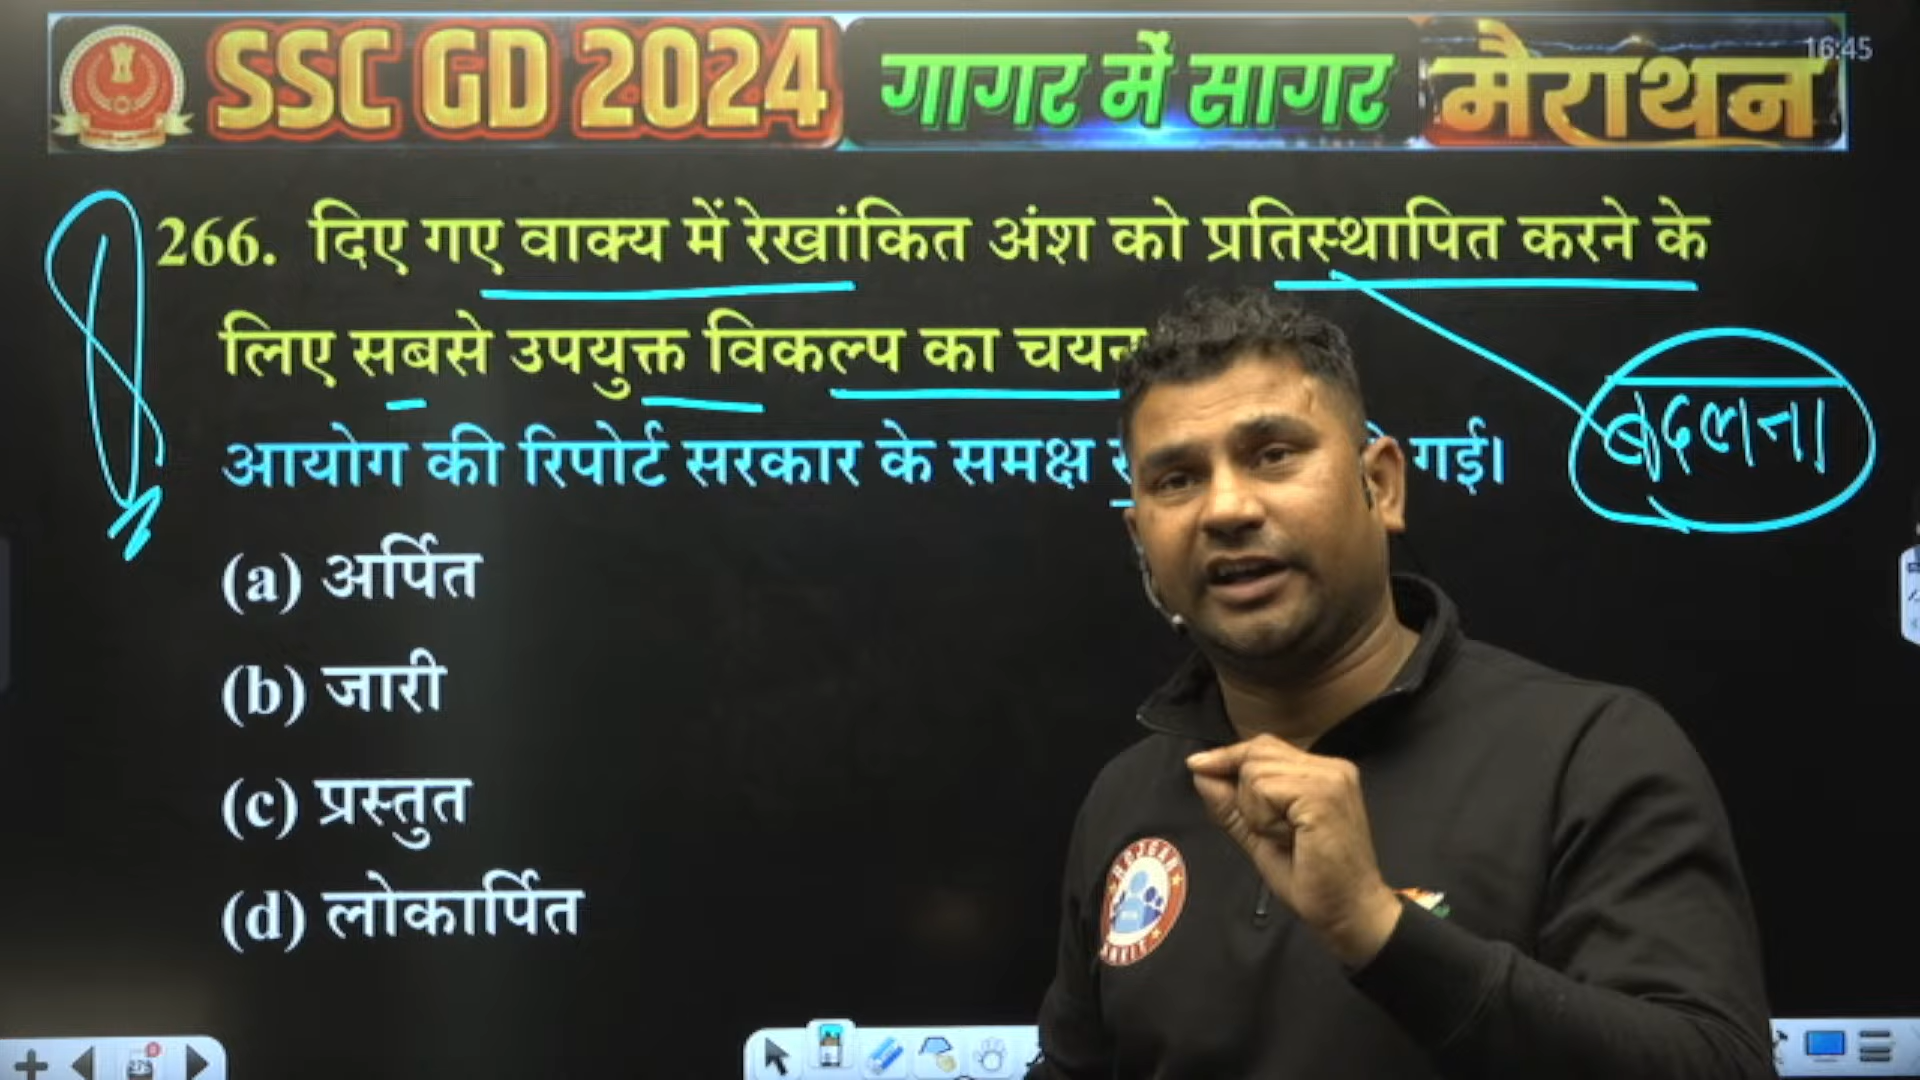 SSC GD 2024 गागर में सागर मैराथन
16:45
266. दिए गए वाक्य में रेखांकित अंश को प्रतिस्थापित करने के
लिए सबसे उपयुक्त विकल्प का चयन
बदलना
आयोग की रिपोर्ट सरकार के समक्ष गई।
(a) अर्पित
(b) जारी
(c) प्रस्तुत
(d) लोकार्पित